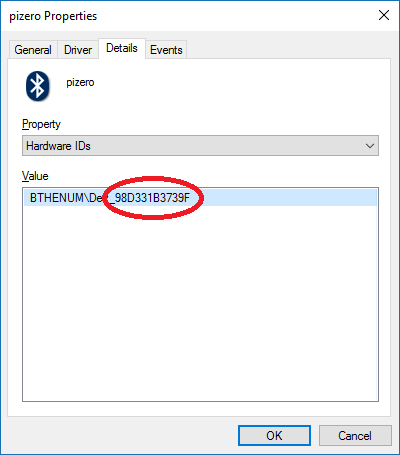 pizero Properties
General Driver Details Events
pizero
Property
Hardware IDs
Value
BTHENUM\De _98D331B3739F
OK Cancel